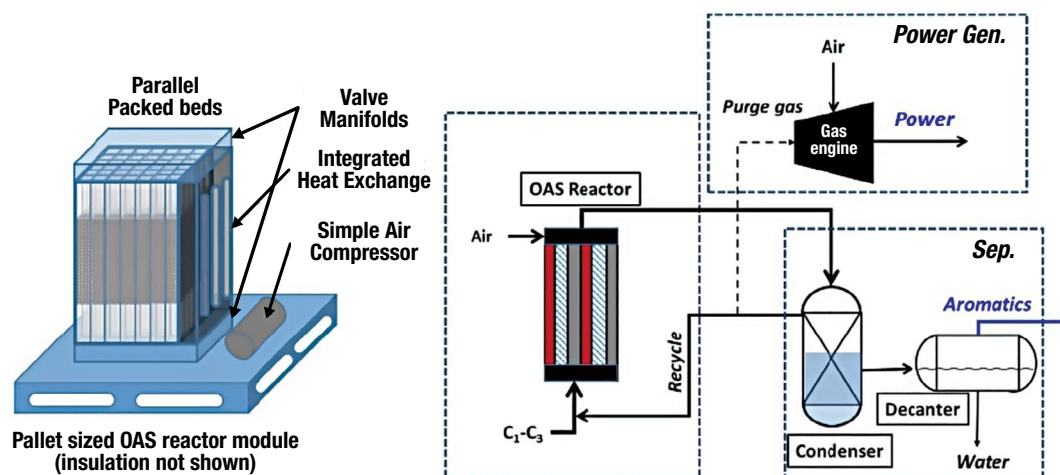 Parallel
Packed beds
Valve
Manifolds
Integrated
Heat Exchange
Simple Air
Compressor
Pallet sized OAS reactor module
(insulation not shown)
Power Gen.
Air
Purge gas
Gas
engine
Power
OAS Reactor
Air
Recycle
C₁-C₃
Sep.
Aromatics
Decanter
Condenser
Water